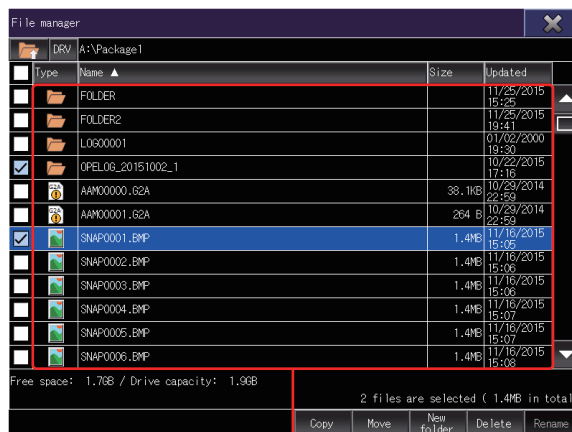 File manager
DRV A:\Package1
Type Name ▲ Size Updated
FOLDER 11/25/2015
15:25
FOLDER2 11/25/2015
19:41
LOG00001 01/02/2000
19:30
OPELOG_20151002_1 10/22/2015
17:16
G2A AAM00000.G2A 38.1KB 10/29/2014
22:59
G2A AAM00001.G2A 264 B 10/29/2014
22:59
SNAP0001.BMP 1.4MB 11/16/2015
15:05
SNAP0002.BMP 1.4MB 11/16/2015
15:06
SNAP0003.BMP 1.4MB 11/16/2015
15:06
SNAP0004.BMP 1.4MB 11/16/2015
15:07
SNAP0005.BMP 1.4MB 11/16/2015
15:07
SNAP0006.BMP 1.4MB 11/16/2015
15:08
Free space: 1.7GB / Drive capacity: 1.9GB
2 files are selected ( 1.4MB in total
Copy Move New folder Delete Rename